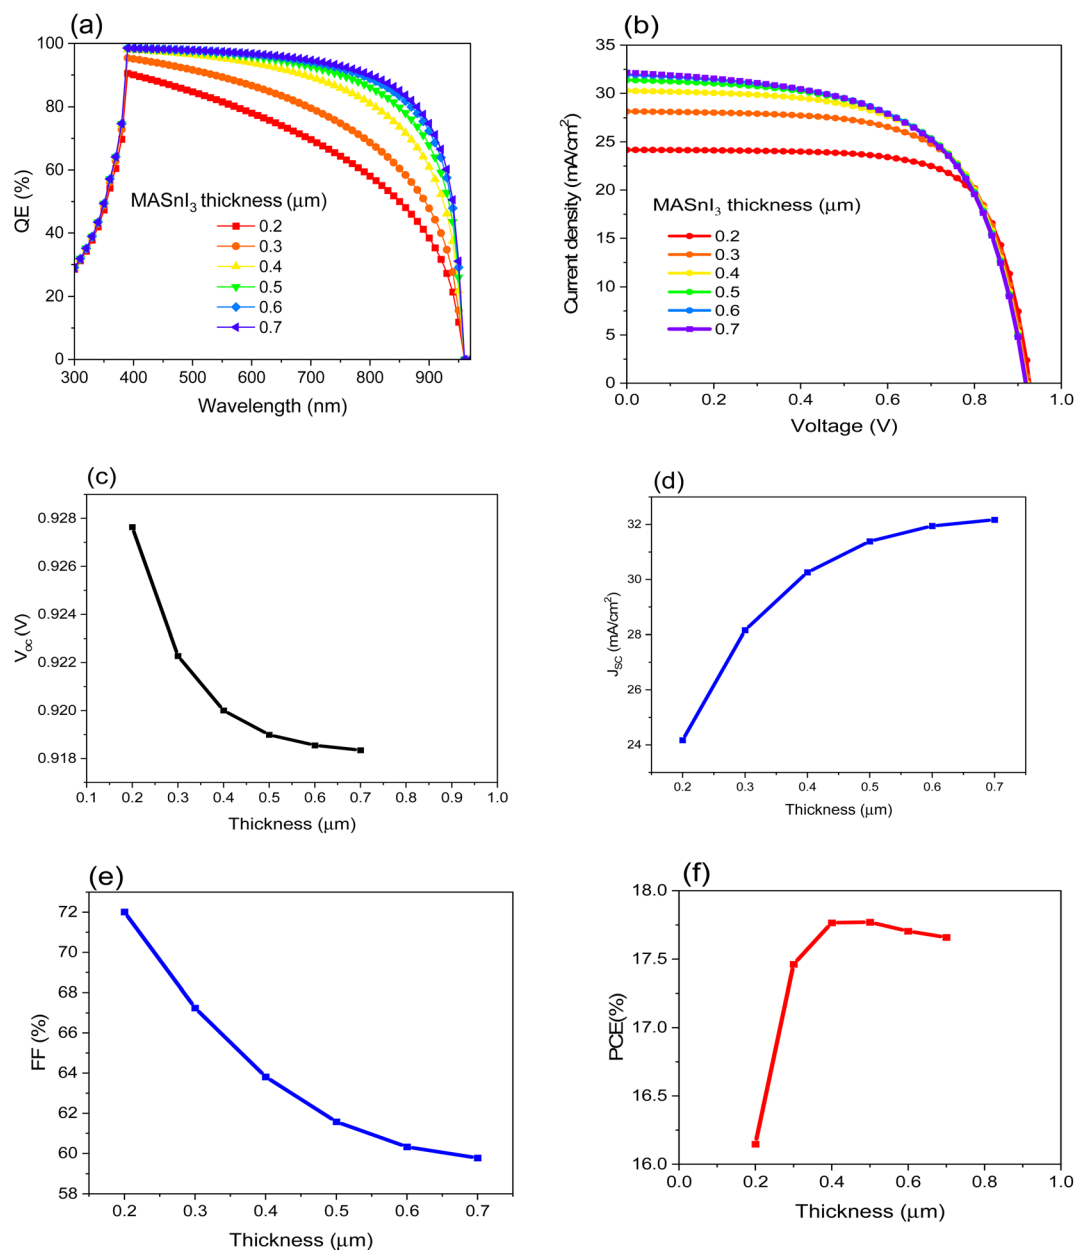 (a)
100
80
60
40
20
0
QE (%)
MASnI₃ thickness (μm)
0.2
0.3
0.4
0.5
0.6
0.7
300 400 500 600 700 800 900
Wavelength (nm)
(b)
35
30
25
20
15
10
5
0
Current density (mA/cm²)
MASnI₃ thickness (μm)
0.2
0.3
0.4
0.5
0.6
0.7
0.0 0.2 0.4 0.6 0.8 1.0
Voltage (V)
(c)
0.928
0.926
0.924
0.922
0.920
0.918
V_OC (V)
0.1 0.2 0.3 0.4 0.5 0.6 0.7 0.8 0.9 1.0
Thickness (μm)
(d)
32
30
28
26
24
J_SC (mA/cm²)
0.2 0.3 0.4 0.5 0.6 0.7
Thickness (μm)
(e)
72
70
68
66
64
62
60
58
FF (%)
0.2 0.3 0.4 0.5 0.6 0.7
Thickness (μm)
(f)
18.0
17.5
17.0
16.5
16.0
PCE(%)
0.0 0.2 0.4 0.6 0.8 1.0
Thickness (μm)